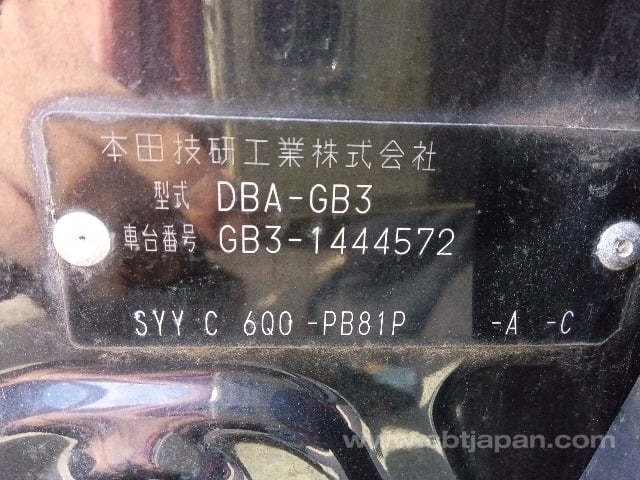 本田技研工業株式会社
型式 DBA-GB3
車台番号 GB3-1444572
SYY C 6Q0 -PB81P -A -C
www.sbtjapan.com